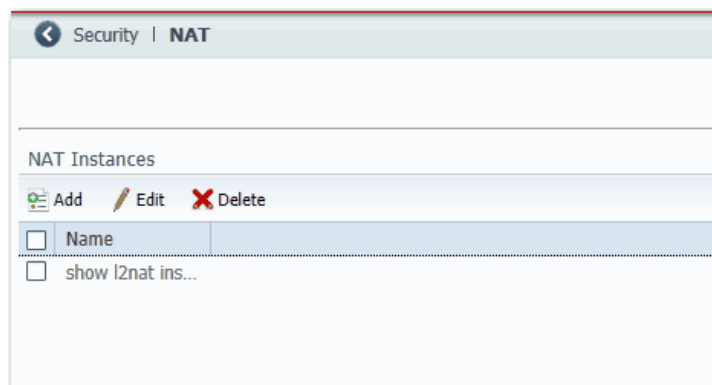 Security | NAT
NAT Instances
Add Edit Delete
Name
show l2nat ins...